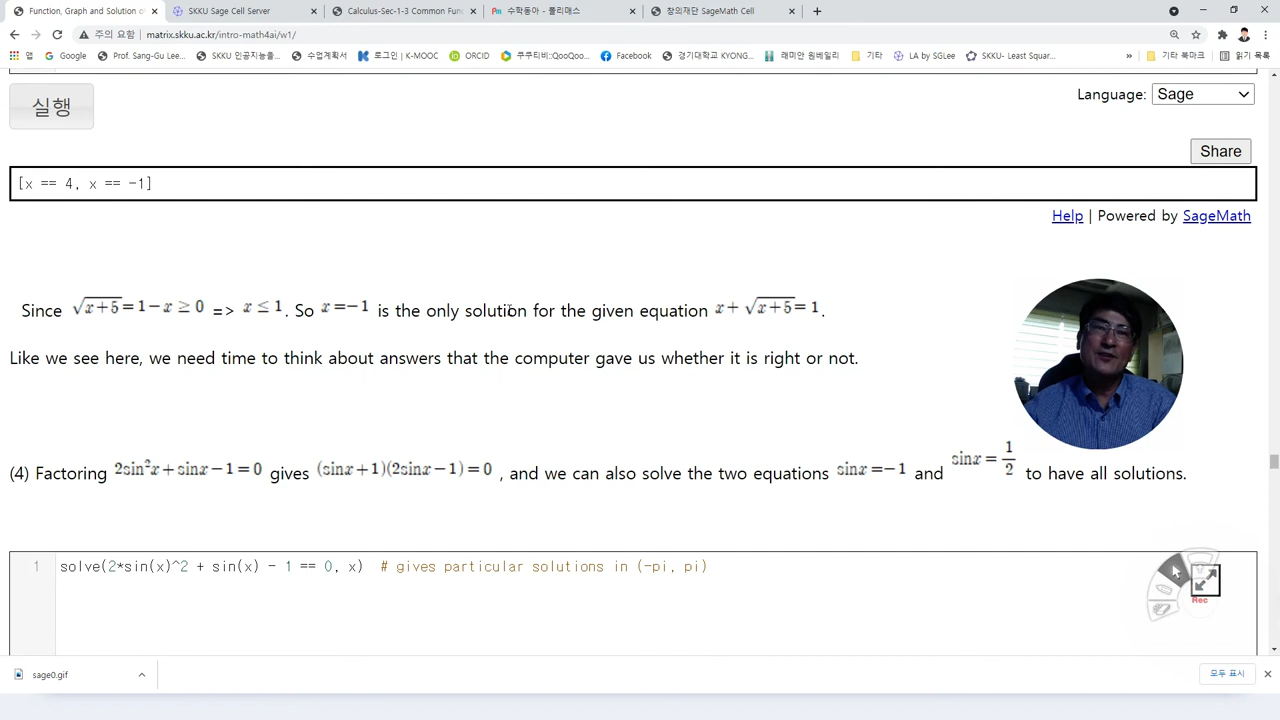 Function, Graph and Solution o
SKKU Sage Cell Server
Calculus-Sec-1-3 Common Fun
수학동아 - 폴리매스
창의재단 SageMath Cell
주의 요함 | matrix.skku.ac.kr/intro-math4ai/w1/
앱
Google
Prof. Sang-Gu Lee...
SKKU 인공지능을...
수업계획서
로그인 | K-MOOC
ORCID
쿠쿠티비::QooQoo...
Facebook
경기대학교 KYONG...
래미안 원베일리
기타
LA by SGLee
SKKU- Least Squar...
»
기타 북마크
읽기 목록
실행
Language: Sage
Share
[x == 4, x == -1]
Help | Powered by SageMath
Since √(x+5)=1−x ≥ 0 => x ≤ 1. So x=−1 is the only solution for the given equation x+ √(x+5)=1.
Like we see here, we need time to think about answers that the computer gave us whether it is right or not.
(4) Factoring 2sin²x+sinx−1=0 gives (sinx+1)(2sinx−1)=0 , and we can also solve the two equations sinx=−1 and sinx= 1/2 to have all solutions.
1 solve(2*sin(x)^2 + sin(x) - 1 == 0, x) # gives particular solutions in (-pi, pi)
Rec
sage0.gif
모두 표시